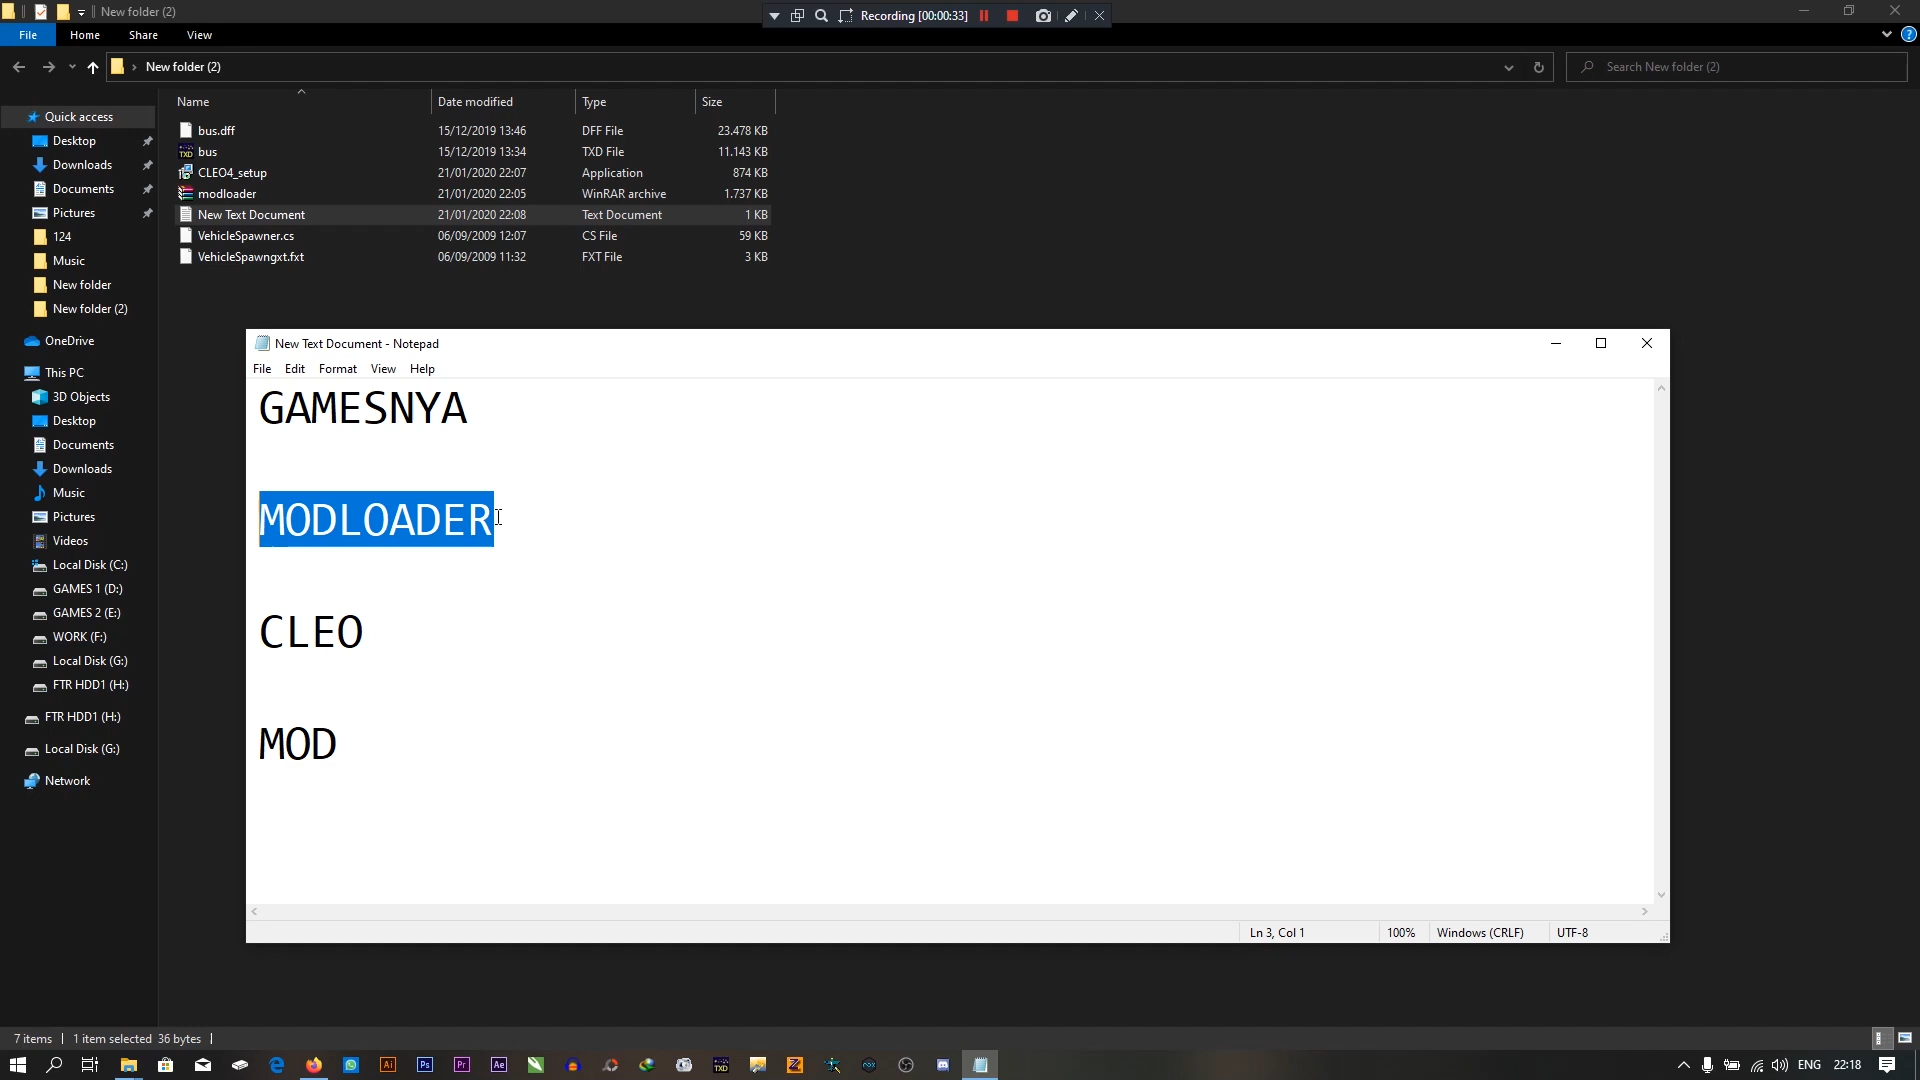 New folder (2)
Recording [00:00:33]
File Home Share View
New folder (2)
Search New folder (2)
Name Date modified Type Size
bus.dff 15/12/2019 13:46 DFF File 23.478 KB
bus 15/12/2019 13:34 TXD File 11.143 KB
CLEO4_setup 21/01/2020 22:07 Application 874 KB
modloader 21/01/2020 22:05 WinRAR archive 1.737 KB
New Text Document 21/01/2020 22:08 Text Document 1 KB
VehicleSpawner.cs 06/09/2009 12:07 CS File 59 KB
VehicleSpawngxt.fxt 06/09/2009 11:32 FXT File 3 KB
Quick access
Desktop
Downloads
Documents
Pictures
124
Music
New folder
New folder (2)
OneDrive
This PC
3D Objects
Desktop
Documents
Downloads
Music
Pictures
Videos
Local Disk (C:)
GAMES 1 (D:)
GAMES 2 (E:)
WORK (F:)
Local Disk (G:)
FTR HDD1 (H:)
FTR HDD1 (H:)
Local Disk (G:)
Network
New Text Document - Notepad
File Edit Format View Help
GAMESNYA
MODLOADER
CLEO
MOD
Ln 3, Col 1 100% Windows (CRLF) UTF-8
7 items 1 item selected 36 bytes
ENG 22:18